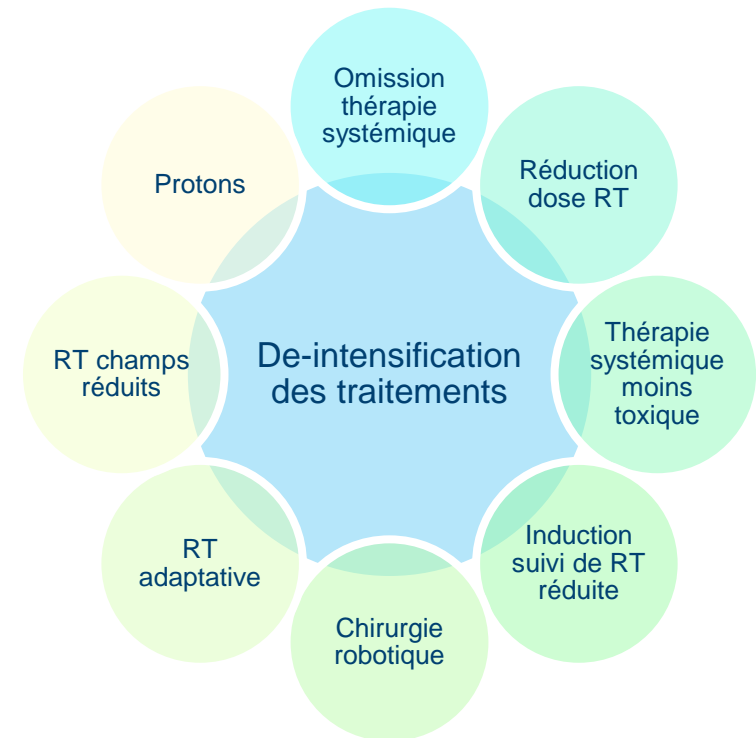 Omission
thérapie
systémique
Réduction
dose RT
Thérapie
systémique
moins
toxique
Induction
suivi de RT
réduite
Chirurgie
robotique
RT
adaptative
RT champs
réduits
Protons
De-intensification
des traitements